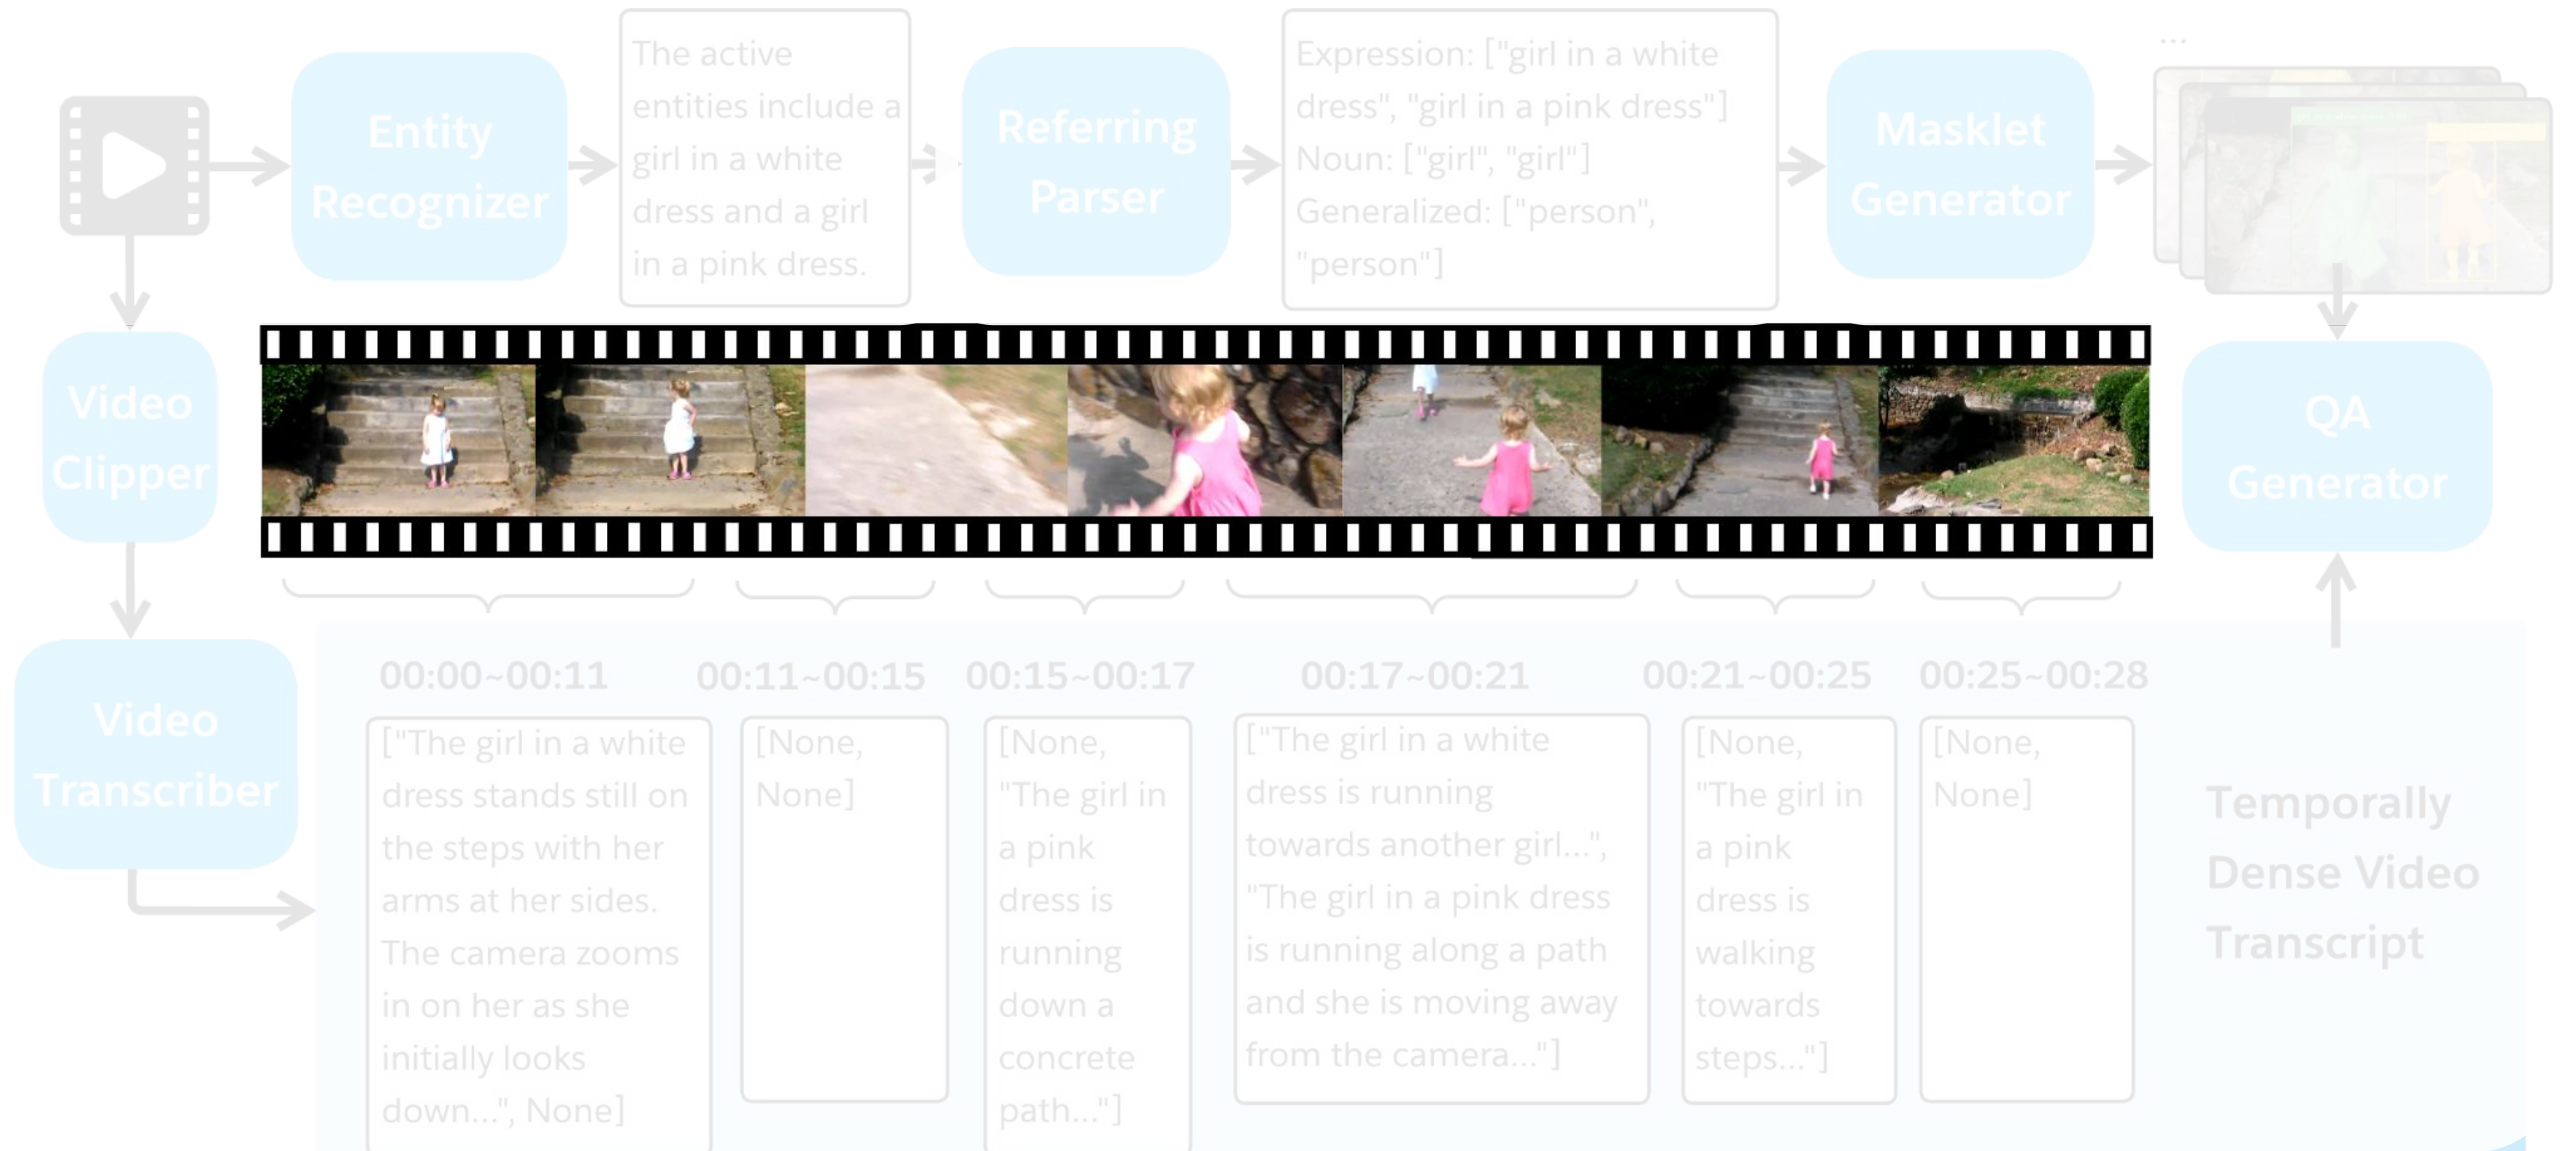 ...
Entity
Recognizer
The active
entities include a
girl in a white
dress and a girl
in a pink dress.
Referring
Parser
Expression: ["girl in a white
dress", "girl in a pink dress"]
Noun: ["girl", "girl"]
Generalized: ["person",
"person"]
Masklet
Generator
Video
Clipper
QA
Generator
Video
Transcriber
00:00~00:11
["The girl in a white
dress stands still on
the steps with her
arms at her sides.
The camera zooms
in on her as she
initially looks
down...", None]
00:11~00:15
[None,
None]
00:15~00:17
[None,
"The girl in
a pink
dress is
running
down a
concrete
path..."]
00:17~00:21
["The girl in a white
dress is running
towards another girl...",
"The girl in a pink dress
is running along a path
and she is moving away
from the camera..."]
00:21~00:25
[None,
"The girl in
a pink
dress is
walking
towards
steps..."]
00:25~00:28
[None,
None]
Temporally
Dense Video
Transcript